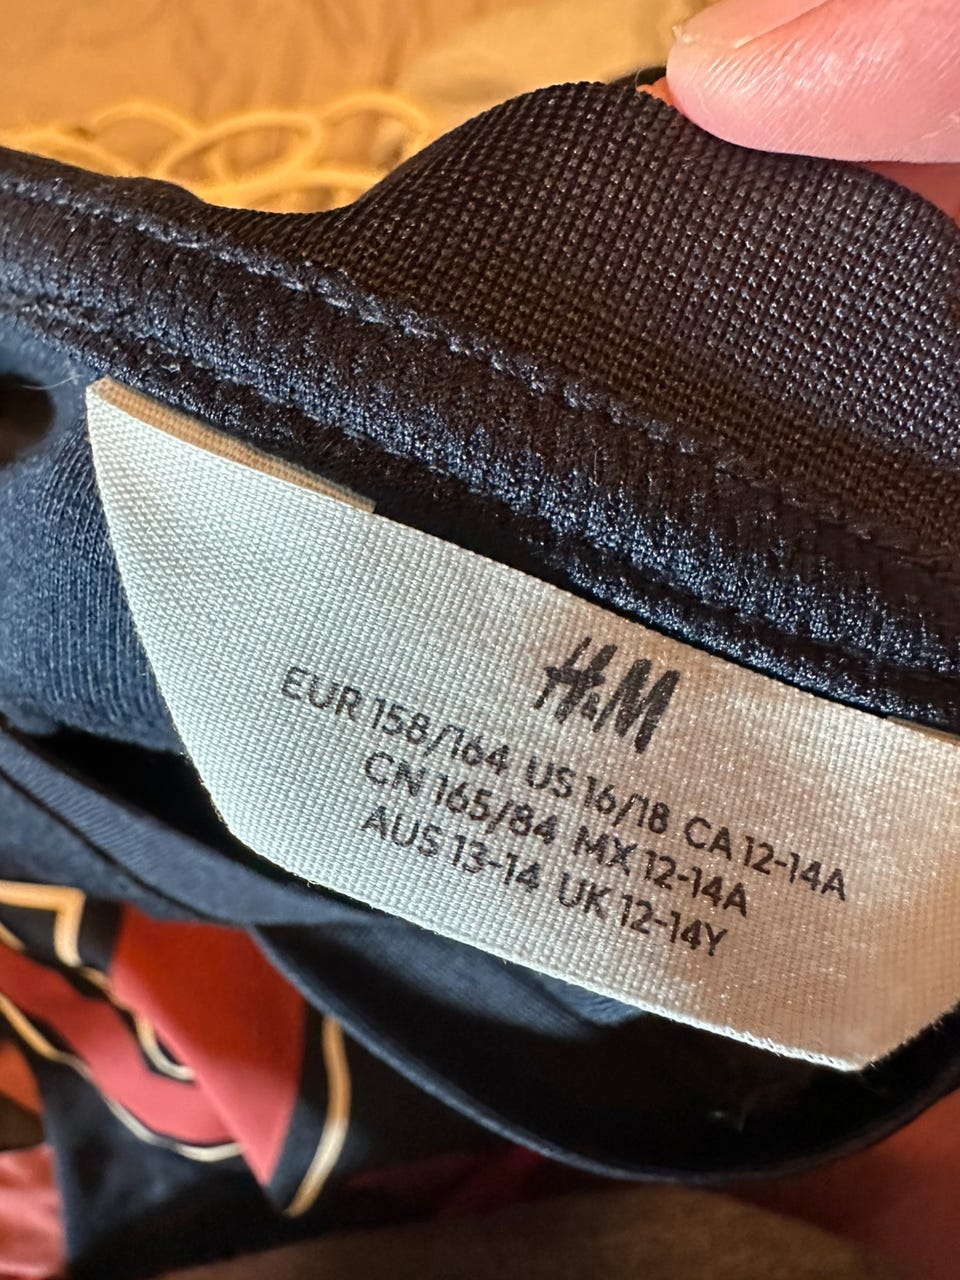 H&M
EUR 158/164 US 16/18 CA 12-14A
CN 165/84 MX 12-14A
AUS 13-14 UK 12-14Y